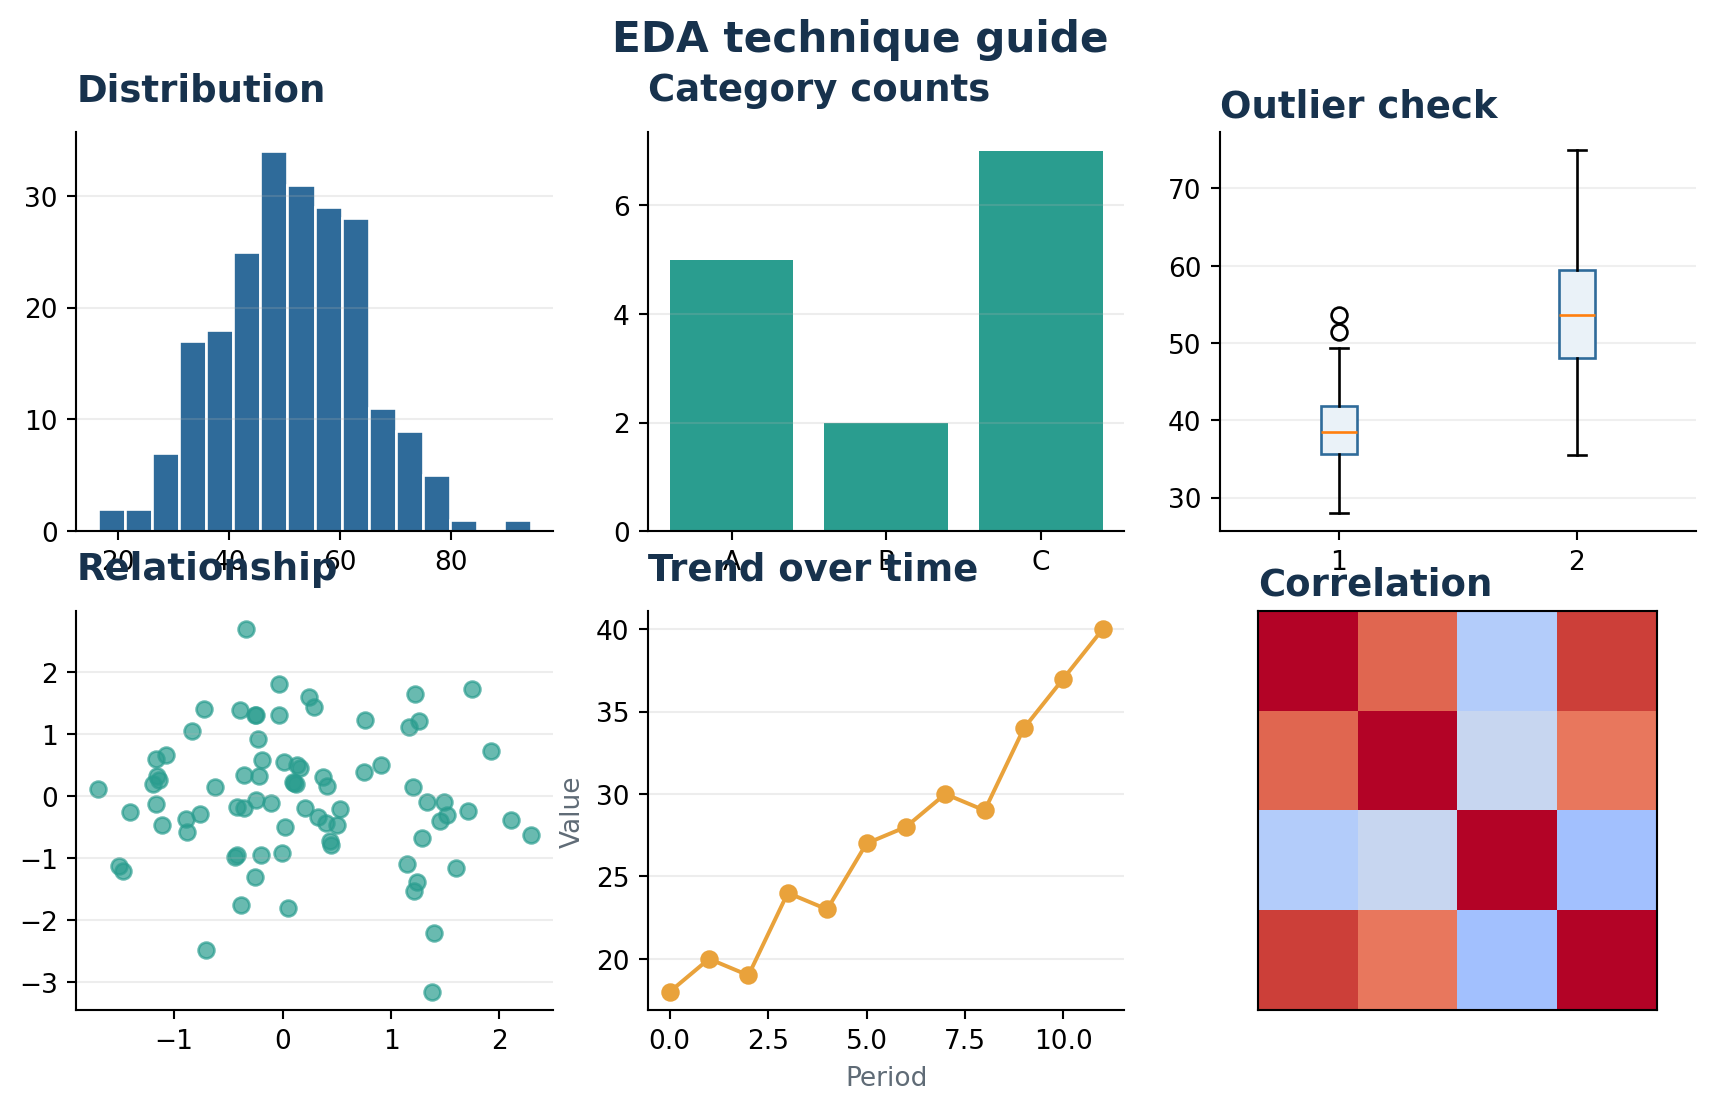 EDA technique guide
Distribution
Category counts
Outlier check
30
20
10
0
20 40 60 80
6
4
2
0
A B C
70
60
50
40
30
1 2
Relationship
Trend over time
Correlation
2
1
0
−1
−2
−3
−1 0 1 2
Value
40
35
30
25
20
0.0 2.5 5.0 7.5 10.0
Period